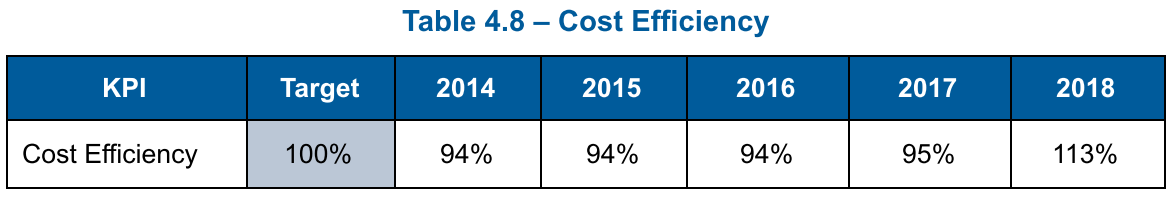 Table 4.8 – Cost Efficiency
KPI Target 2014 2015 2016 2017 2018
Cost Efficiency 100% 94% 94% 94% 95% 113%